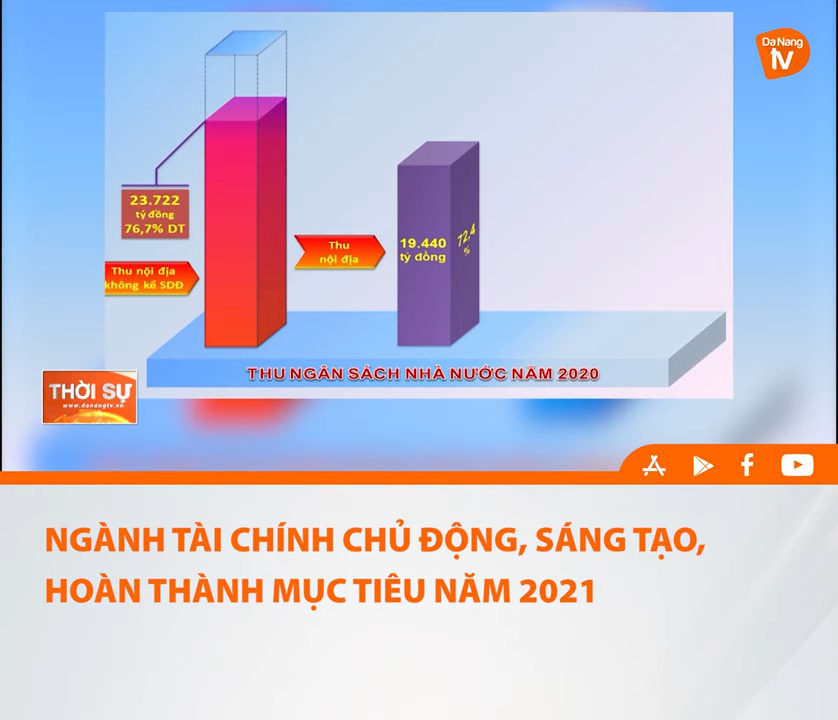 Da Nang
tv
23.722
tỷ đồng
76,7% DT
Thu nội địa
không kể SDĐ
Thu
nội địa
19.440
tỷ đồng
72,4
%
THU NGÂN SÁCH NHÀ NƯỚC NĂM 2020
THỜI SỰ
www.danangtv.vn
NGÀNH TÀI CHÍNH CHỦ ĐỘNG, SÁNG TẠO,
HOÀN THÀNH MỤC TIÊU NĂM 2021